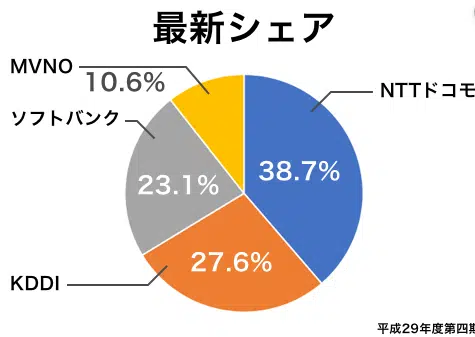 最新シェア
MVNO
10.6%
NTTドコモ
ソフトバンク
38.7%
23.1%
27.6%
KDDI
平成29年度第四期